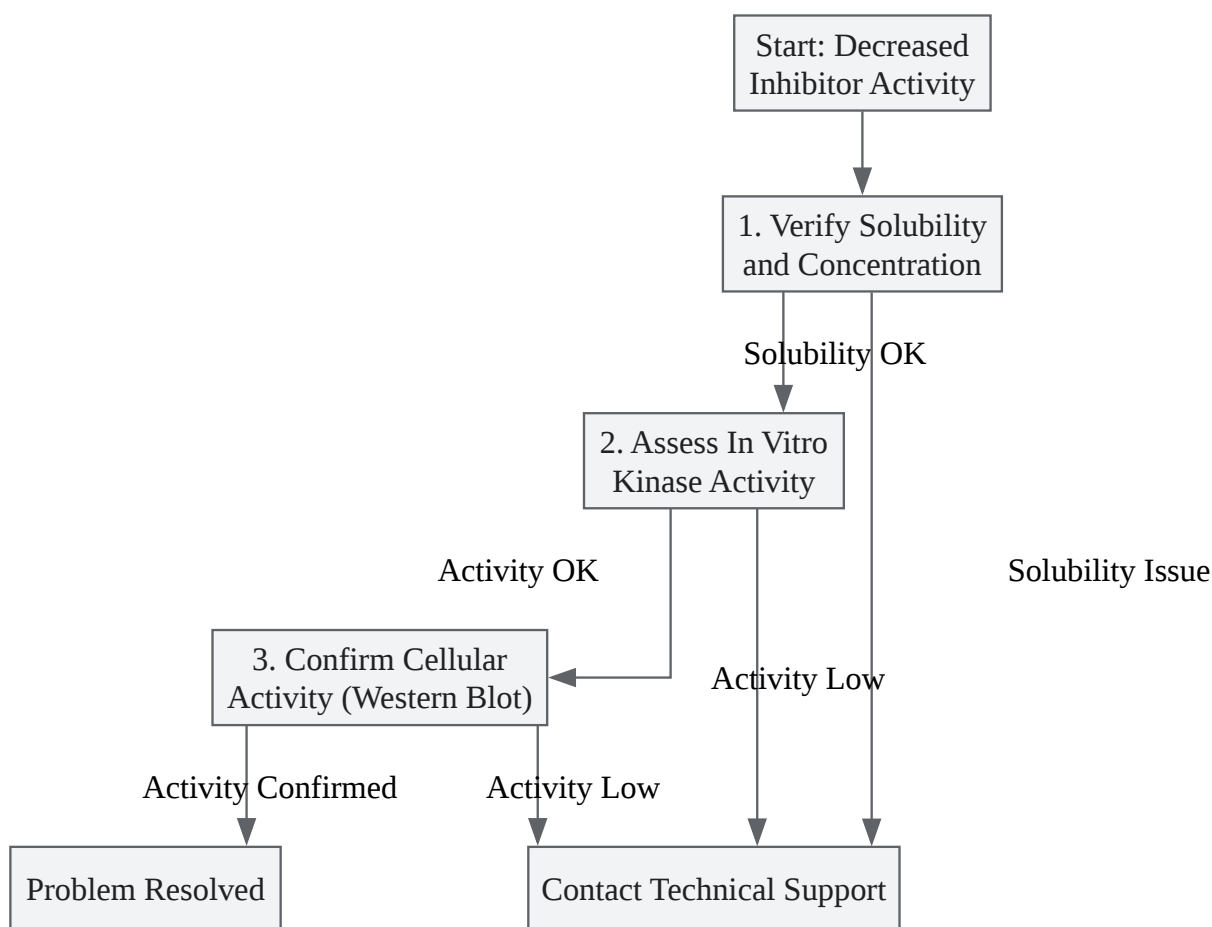 Start: Decreased
Inhibitor Activity
1. Verify Solubility
and Concentration
Solubility OK
2. Assess In Vitro
Kinase Activity
Activity OK
Solubility Issue
3. Confirm Cellular
Activity (Western Blot)
Activity Low
Activity Confirmed
Activity Low
Problem Resolved
Contact Technical Support